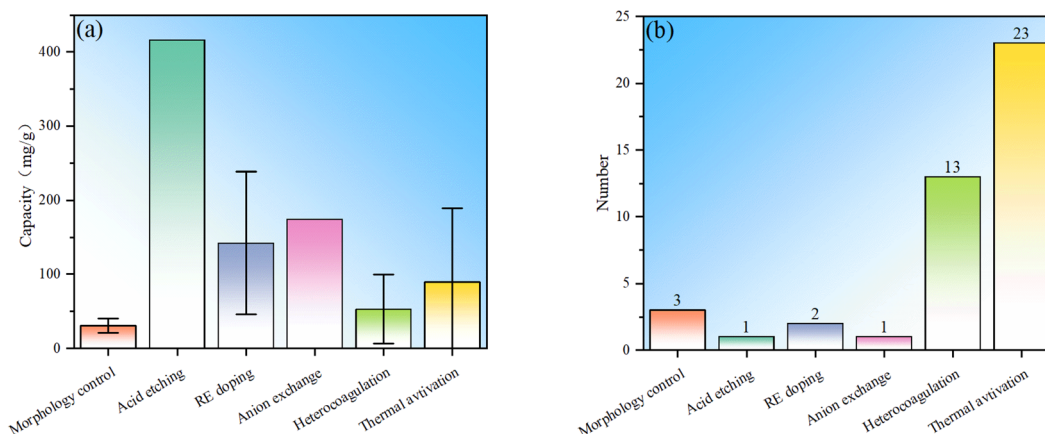 (a)
Capacity（mg/g）
400
300
200
100
0
Morphology control
Acid etching
RE doping
Anion exchange
Heterocoagulation
Thermal avtivation
(b)
Number
25
20
15
10
5
0
3
1
2
1
13
23
Morphology control
Acid etching
RE doping
Anion exchange
Heterocoagulation
Thermal avtivation